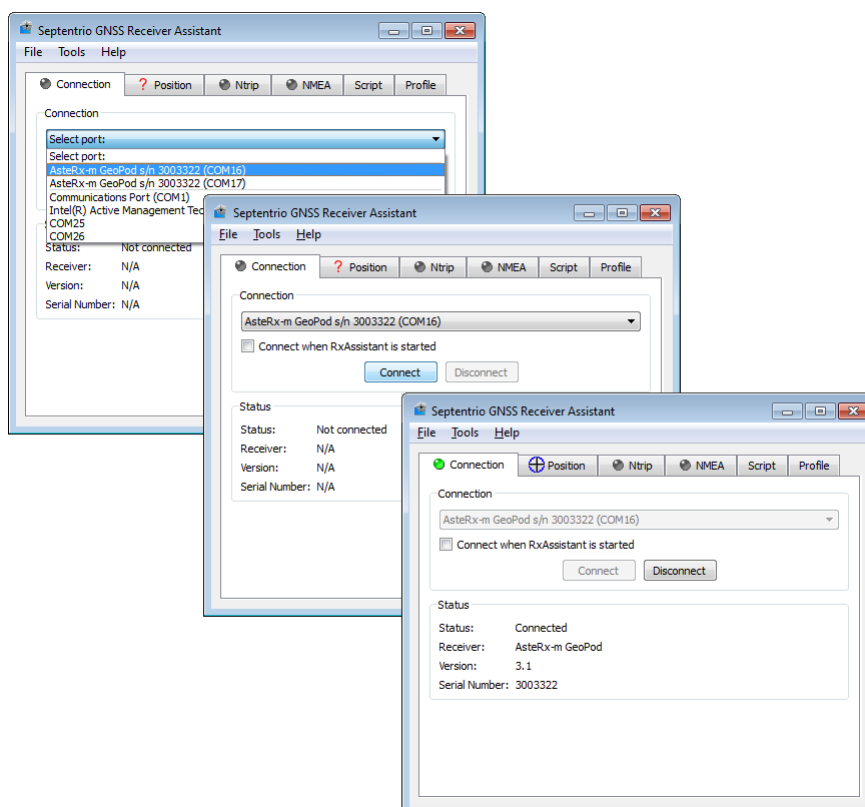 Septentrio GNSS Receiver Assistant
File Tools Help
Connection ? Position Ntrip NMEA Script Profile
Connection
Select port:
Select port:
AsteRx-m GeoPod s/n 3003322 (COM16)
AsteRx-m GeoPod s/n 3003322 (COM17)
Communications Port (COM1)
Intel(R) Active Management Tec
COM25
COM26
Status: Not connected
Receiver: N/A
Version: N/A
Serial Number: N/A
Septentrio GNSS Receiver Assistant
File Tools Help
Connection ? Position Ntrip NMEA Script Profile
Connection
AsteRx-m GeoPod s/n 3003322 (COM16)
Connect when RxAssistant is started
Connect Disconnect
Status
Status: Not connected
Receiver: N/A
Version: N/A
Serial Number: N/A
Septentrio GNSS Receiver Assistant
File Tools Help
Connection Position Ntrip NMEA Script Profile
Connection
AsteRx-m GeoPod s/n 3003322 (COM16)
Connect when RxAssistant is started
Connect Disconnect
Status
Status: Connected
Receiver: AsteRx-m GeoPod
Version: 3.1
Serial Number: 3003322